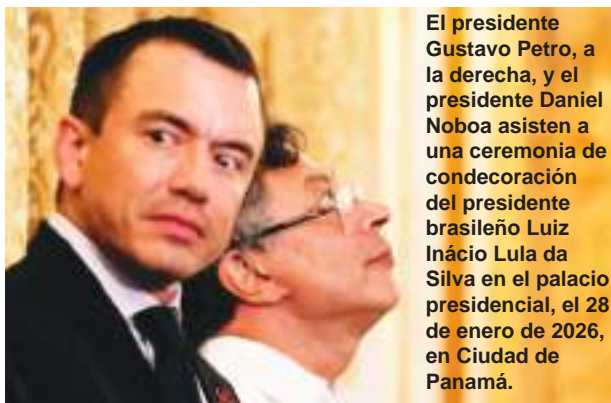 El presidente
Gustavo Petro, a
la derecha, y el
presidente Daniel
Noboa asisten a
una ceremonia de
condecoración
del presidente
brasileño Luiz
Inácio Lula da
Silva en el palacio
presidencial, el 28
de enero de 2026,
en Ciudad de
Panamá.